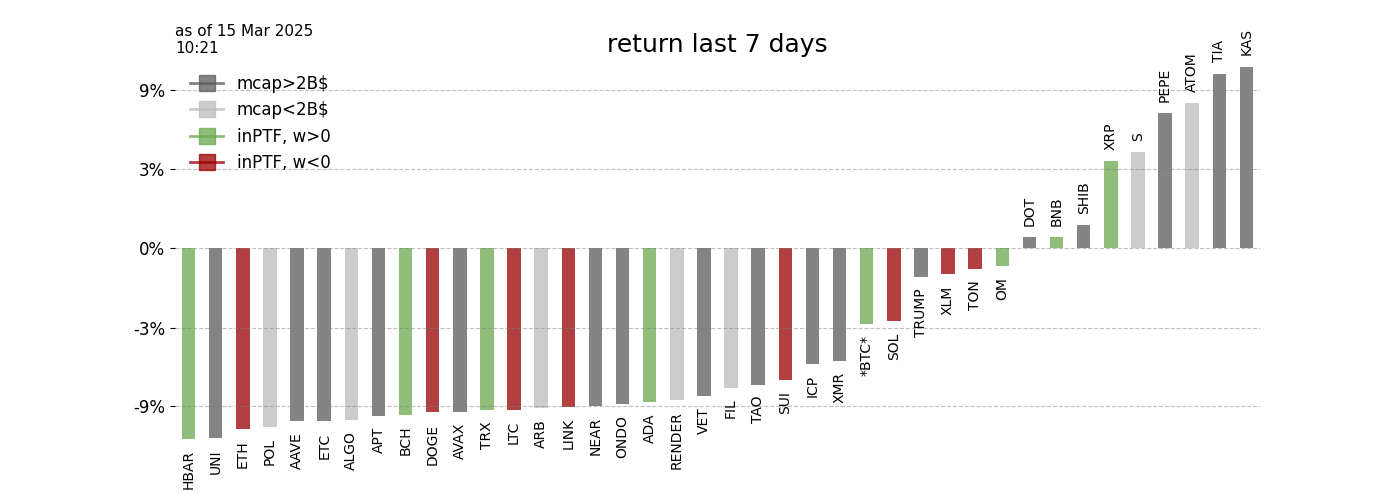 as of 15 Mar 2025
10:21
return last 7 days
mcap>2B$
mcap<2B$
inPTF, w>0
inPTF, w<0
9%
3%
0%
-3%
-9%
HBAR
UNI
ETH
POL
AAVE
ETC
ALGO
APT
BCH
DOGE
AVAX
TRX
LTC
ARB
LINK
NEAR
ONDO
ADA
RENDER
VET
FIL
TAO
SUI
ICP
XMR
*BTC*
SOL
TRUMP
XLM
TON
OM
DOT
BNB
SHIB
XRP
S
PEPE
ATOM
TIA
KAS